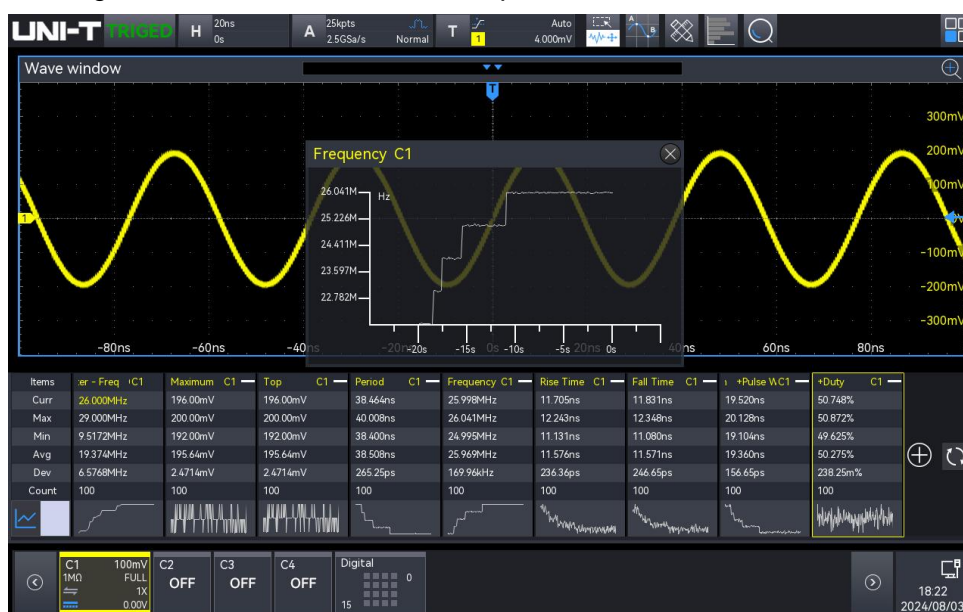 UNI-T TRIGED H 20ns 0s A 25kpts 2.5GSa/s Normal T 1 Auto 4.000mV A B
Wave window
T
300mV
200mV
100mV
1
-100mV
-200mV
-300mV
-80ns -60ns -40ns -20ns 0s 20ns 40ns 60ns 80ns
Frequency C1
26.041M Hz
25.226M
24.411M
23.597M
22.782M
-20s -15s -10s -5s 0s
Items er - Freq C1 Maximum C1 Top C1 Period C1 Frequency C1 Rise Time C1 Fall Time C1 +Pulse W C1 +Duty C1
Curr 26.000MHz 196.00mV 196.00mV 38.464ns 25.998MHz 11.705ns 11.831ns 19.520ns 50.748%
Max 29.000MHz 200.00mV 200.00mV 40.008ns 26.041MHz 12.243ns 12.348ns 20.128ns 50.872%
Min 9.5172MHz 192.00mV 192.00mV 38.400ns 24.995MHz 11.131ns 11.080ns 19.104ns 49.625%
Avg 19.374MHz 195.64mV 195.64mV 38.508ns 25.969MHz 11.576ns 11.571ns 19.360ns 50.275%
Dev 6.5768MHz 2.4714mV 2.4714mV 265.25ps 169.96kHz 236.36ps 246.65ps 156.65ps 238.25m%
Count 100 100 100 100 100 100 100 100 100
C1 100mV
1MΩ FULL
1X
0.00V
C2 OFF
C3 OFF
C4 OFF
Digital
0
15
18:22
2024/08/03